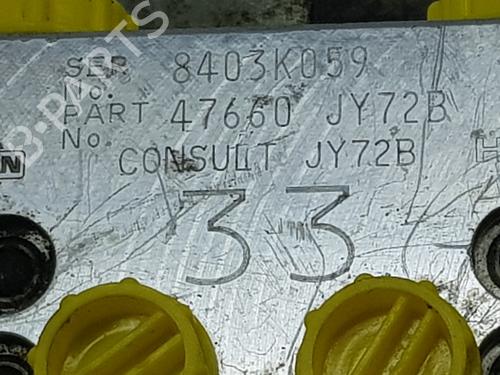 SER No. 8403K059
PART No. 47660 JY72B
CONSULT JY72B
33
B-PARTS